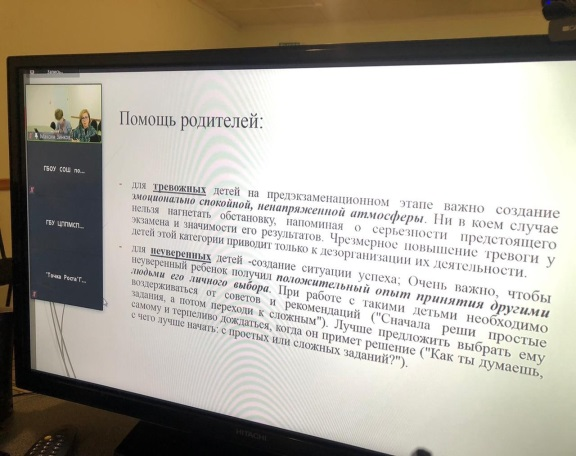 Помощь родителей:
- для тревожных детей на предэкзаменационном этапе важно создание
эмоционально спокойной, ненапряженной атмосферы. Ни в коем случае
нельзя нагнетать обстановку, напоминая о серьезности предстоящего
экзамена и значимости его результатов. Чрезмерное повышение тревоги у
детей этой категории приводит только к дезорганизации их деятельности.
- для неуверенных детей -создание ситуации успеха; Очень важно, чтобы
неуверенный ребенок получил положительный опыт принятия другими
людьми его личного выбора. При работе с такими детьми необходимо
воздерживаться от советов и рекомендаций ("Сначала реши простые
задания, а потом переходи к сложным"). Лучше предложить выбрать ему
самому и терпеливо дождаться, когда он примет решение ("Как ты думаешь,
с чего лучше начать: с простых или сложных заданий?").
ГБОУ СОШ по...
ГБУ ЦППМСП...
"Точка Роста"Г...
HITACHI